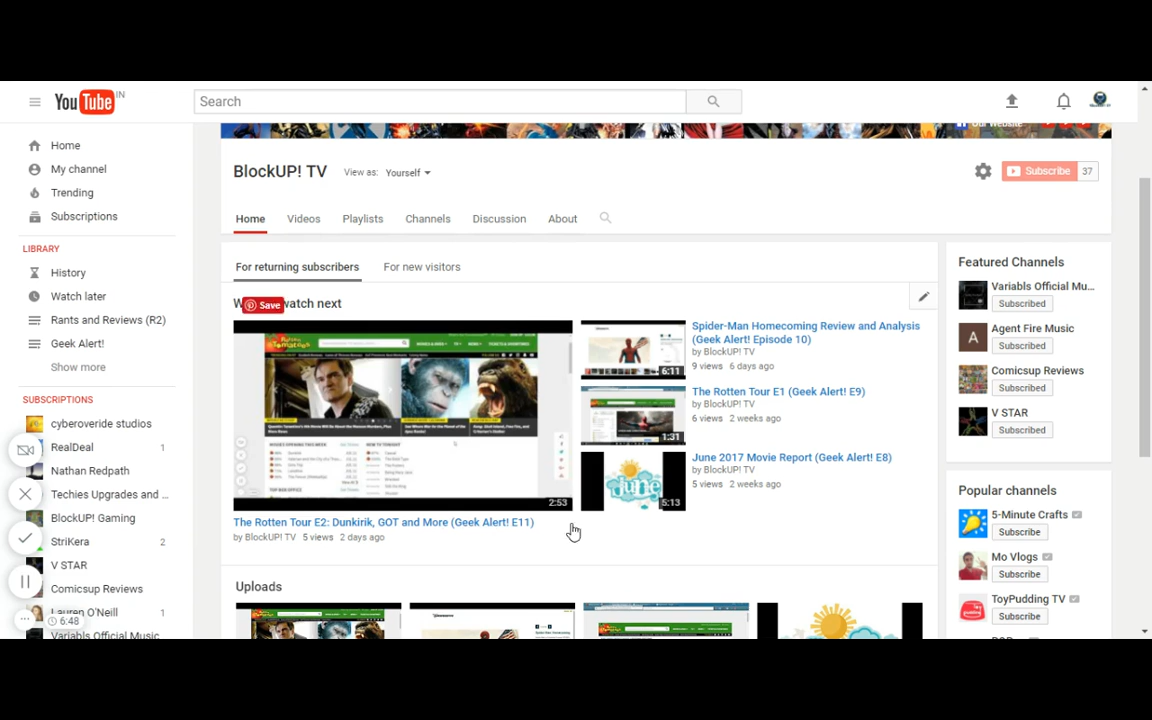 YouTube IN
Search
Our Website
Home
My channel
Trending
Subscriptions
LIBRARY
History
Watch later
Rants and Reviews (R2)
Geek Alert!
Show more
SUBSCRIPTIONS
cyberoveride studios
RealDeal 1
Nathan Redpath
Techies Upgrades and ...
BlockUP! Gaming
StriKera 2
V STAR
Comicsup Reviews
Lauren O'Neill 1
Variabls Official Music
6:48
BlockUP! TV View as: Yourself
Subscribe 37
Home Videos Playlists Channels Discussion About
For returning subscribers For new visitors
watch next
Save
2:53
The Rotten Tour E2: Dunkirik, GOT and More (Geek Alert! E11)
by BlockUP! TV 5 views 2 days ago
6:11
Spider-Man Homecoming Review and Analysis
(Geek Alert! Episode 10)
by BlockUP! TV
9 views 6 days ago
1:31
The Rotten Tour E1 (Geek Alert! E9)
by BlockUP! TV
6 views 2 weeks ago
June
5:13
June 2017 Movie Report (Geek Alert! E8)
by BlockUP! TV
5 views 2 weeks ago
Uploads
Featured Channels
Variabls Official Mu...
Subscribed
A
Agent Fire Music
Subscribed
Comicsup Reviews
Subscribed
V STAR
Subscribed
Popular channels
5-Minute Crafts
Subscribe
Mo Vlogs
Subscribe
ToyPudding TV
Subscribe